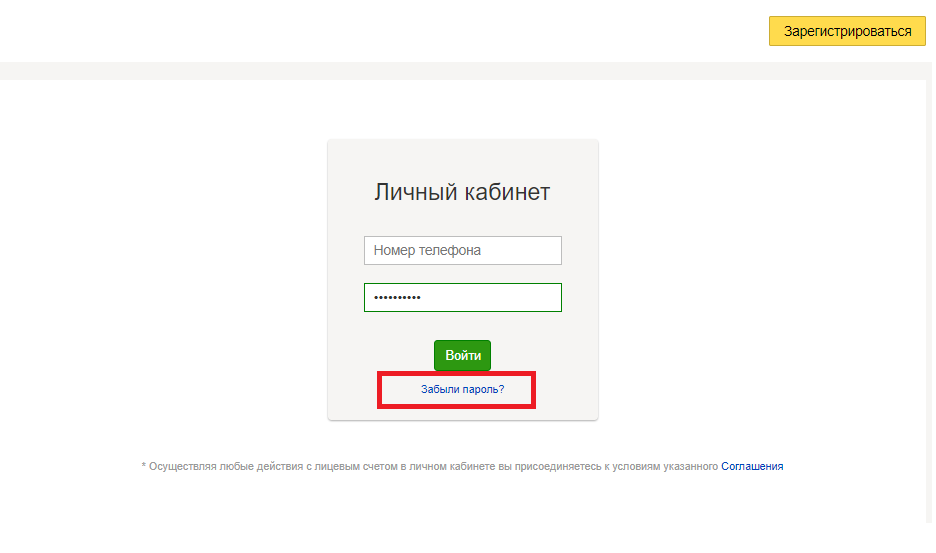 Зарегистрироваться
Личный кабинет
Номер телефона
••••••••••
Войти
Забыли пароль?
* Осуществляя любые действия с лицевым счетом в личном кабинете вы присоединяетесь к условиям указанного Соглашения